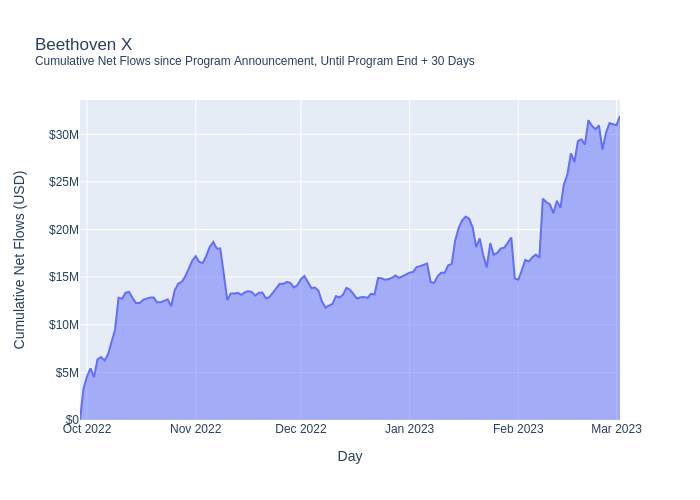 Beethoven X
Cumulative Net Flows since Program Announcement, Until Program End + 30 Days
Cumulative Net Flows (USD)
$30M
$25M
$20M
$15M
$10M
$5M
$0
Oct 2022 Nov 2022 Dec 2022 Jan 2023 Feb 2023 Mar 2023
Day